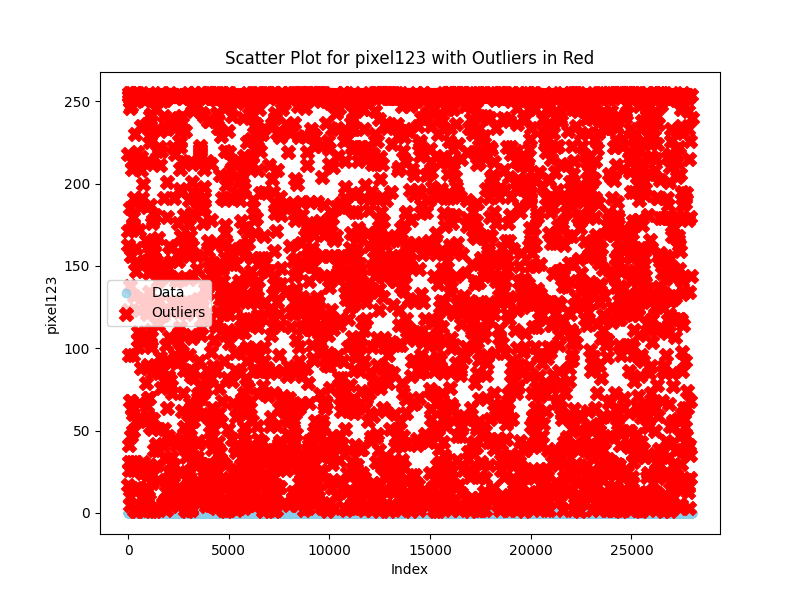 Scatter Plot for pixel123 with Outliers in Red
250
200
150
100
50
0
pixel123
Data
Outliers
0 5000 10000 15000 20000 25000
Index